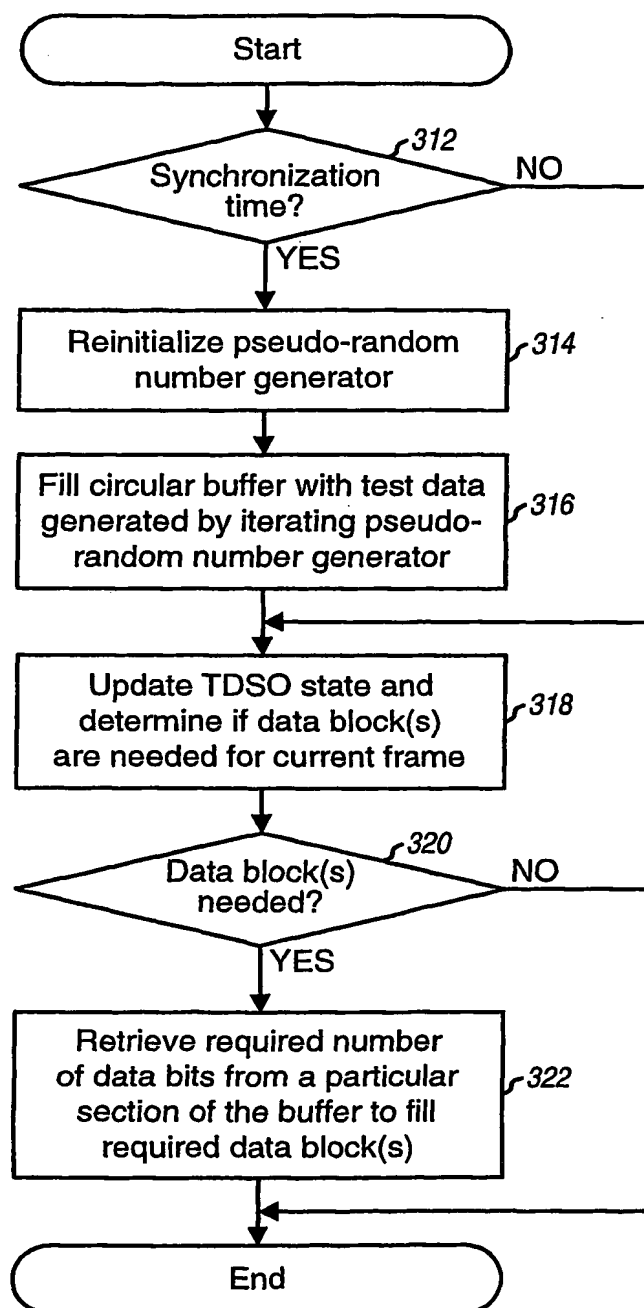 Start
312
Synchronization
time?
NO
YES
Reinitialize pseudo-random
number generator
314
Fill circular buffer with test data
generated by iterating pseudo-
random number generator
316
Update TDSO state and
determine if data block(s)
are needed for current frame
318
320
Data block(s)
needed?
NO
YES
Retrieve required number
of data bits from a particular
section of the buffer to fill
required data block(s)
322
End